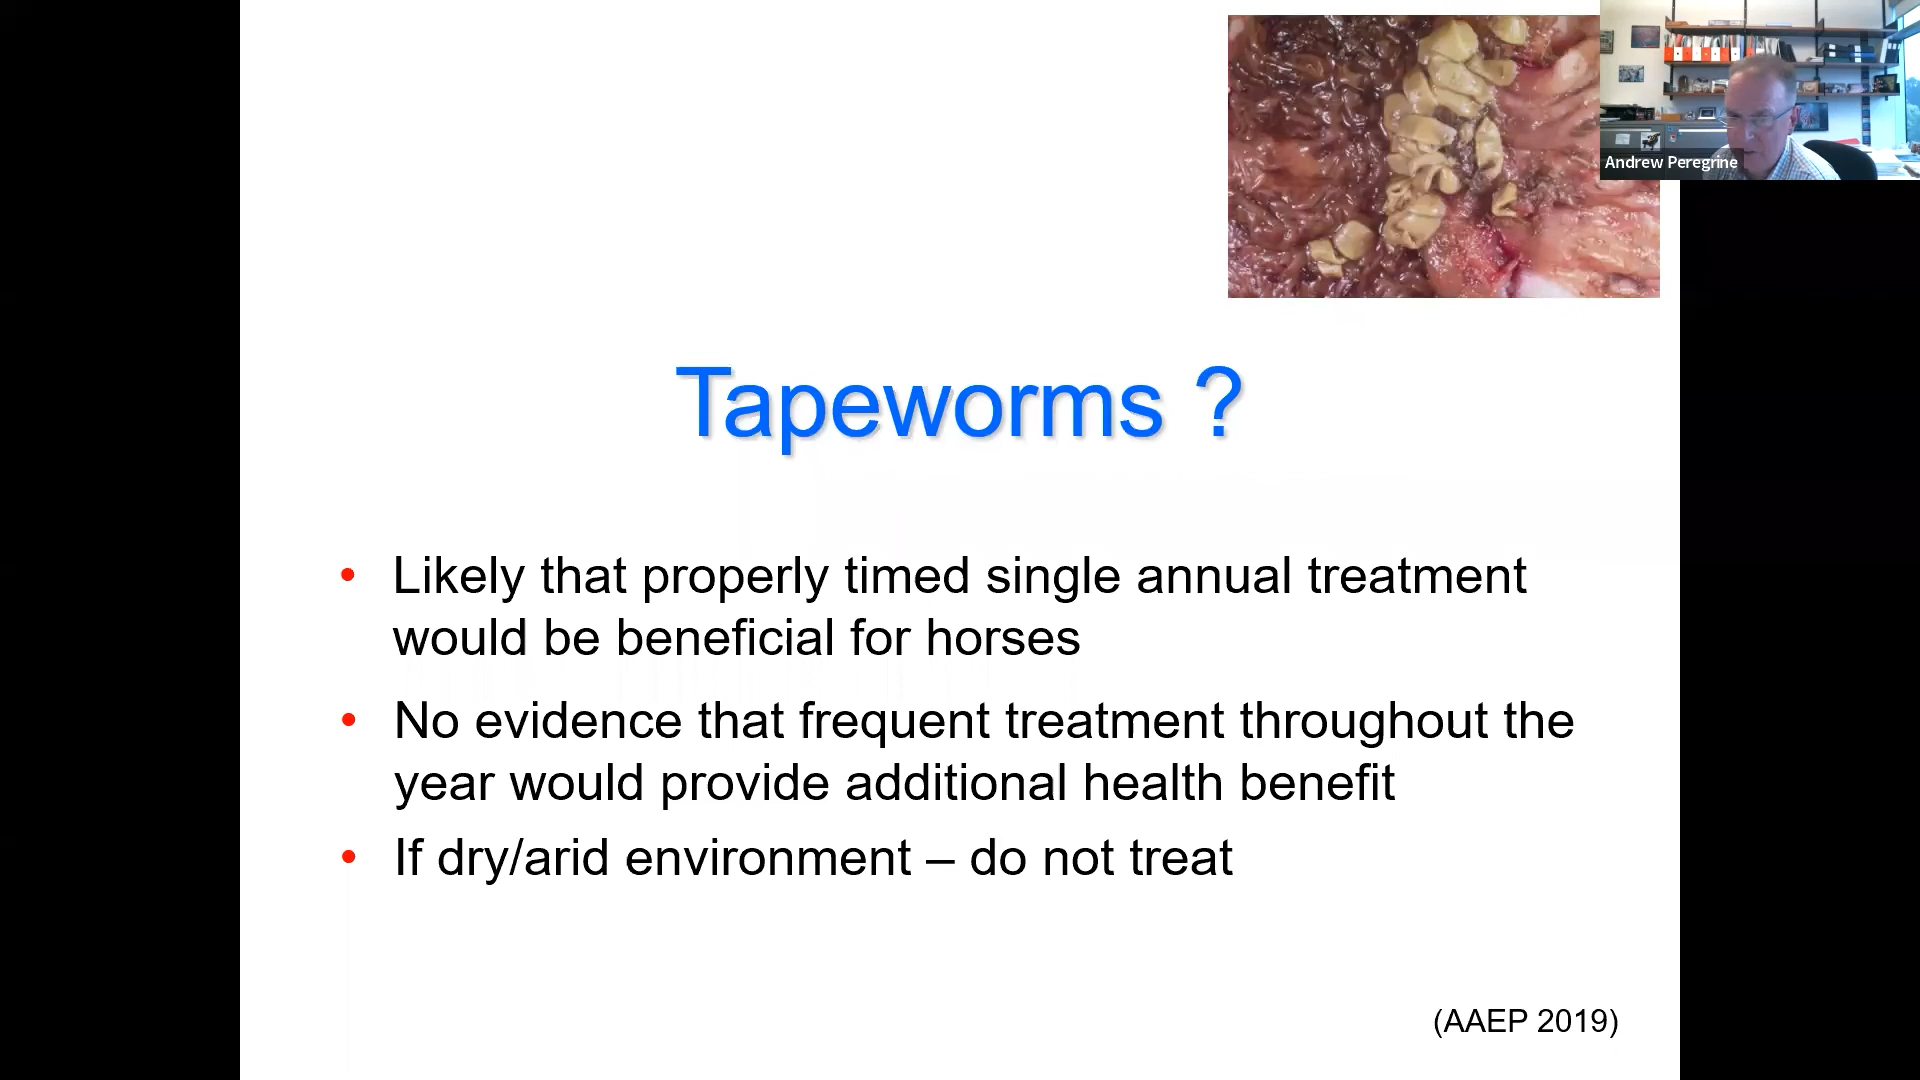 Andrew Peregrine
Tapeworms ?
• Likely that properly timed single annual treatment
would be beneficial for horses
• No evidence that frequent treatment throughout the
year would provide additional health benefit
• If dry/arid environment – do not treat
(AAEP 2019)